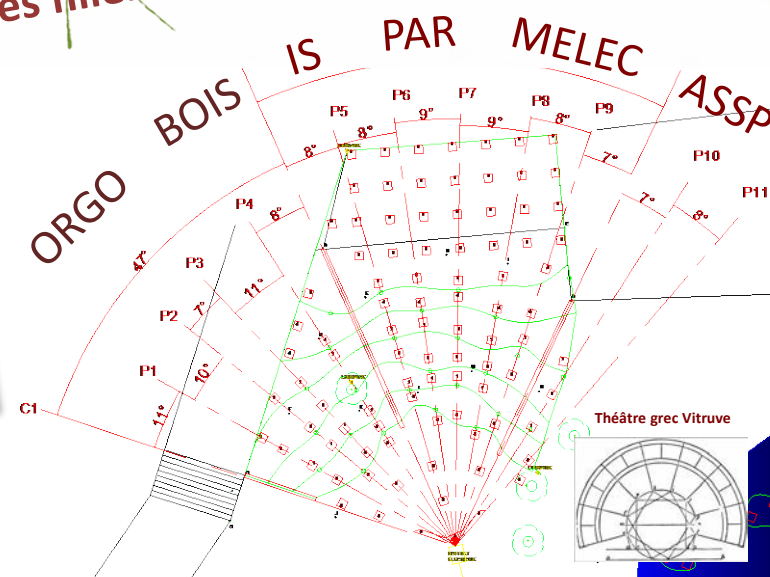 ORGO
BOIS
IS
PAR
MELEC
ASSP
P5
P6
P7
P8
P9
P10
P11
P4
P3
P2
P1
C1
8°
8°
9°
9°
8°
7°
7°
8°
8°
47°
11°
7°
10°
11°
Théâtre grec Vitruve